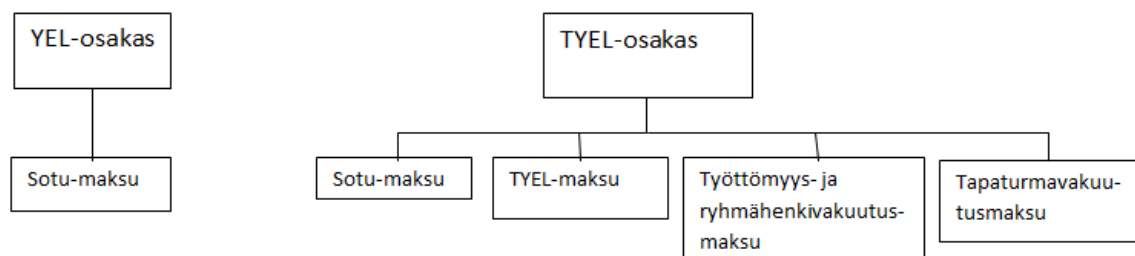 YEL-osakas
TYEL-osakas
Sotu-maksu
Sotu-maksu
TYEL-maksu
Työttömyys- ja
ryhmähenkivakuutus-
maksu
Tapaturmavakuu-
tusmaksu